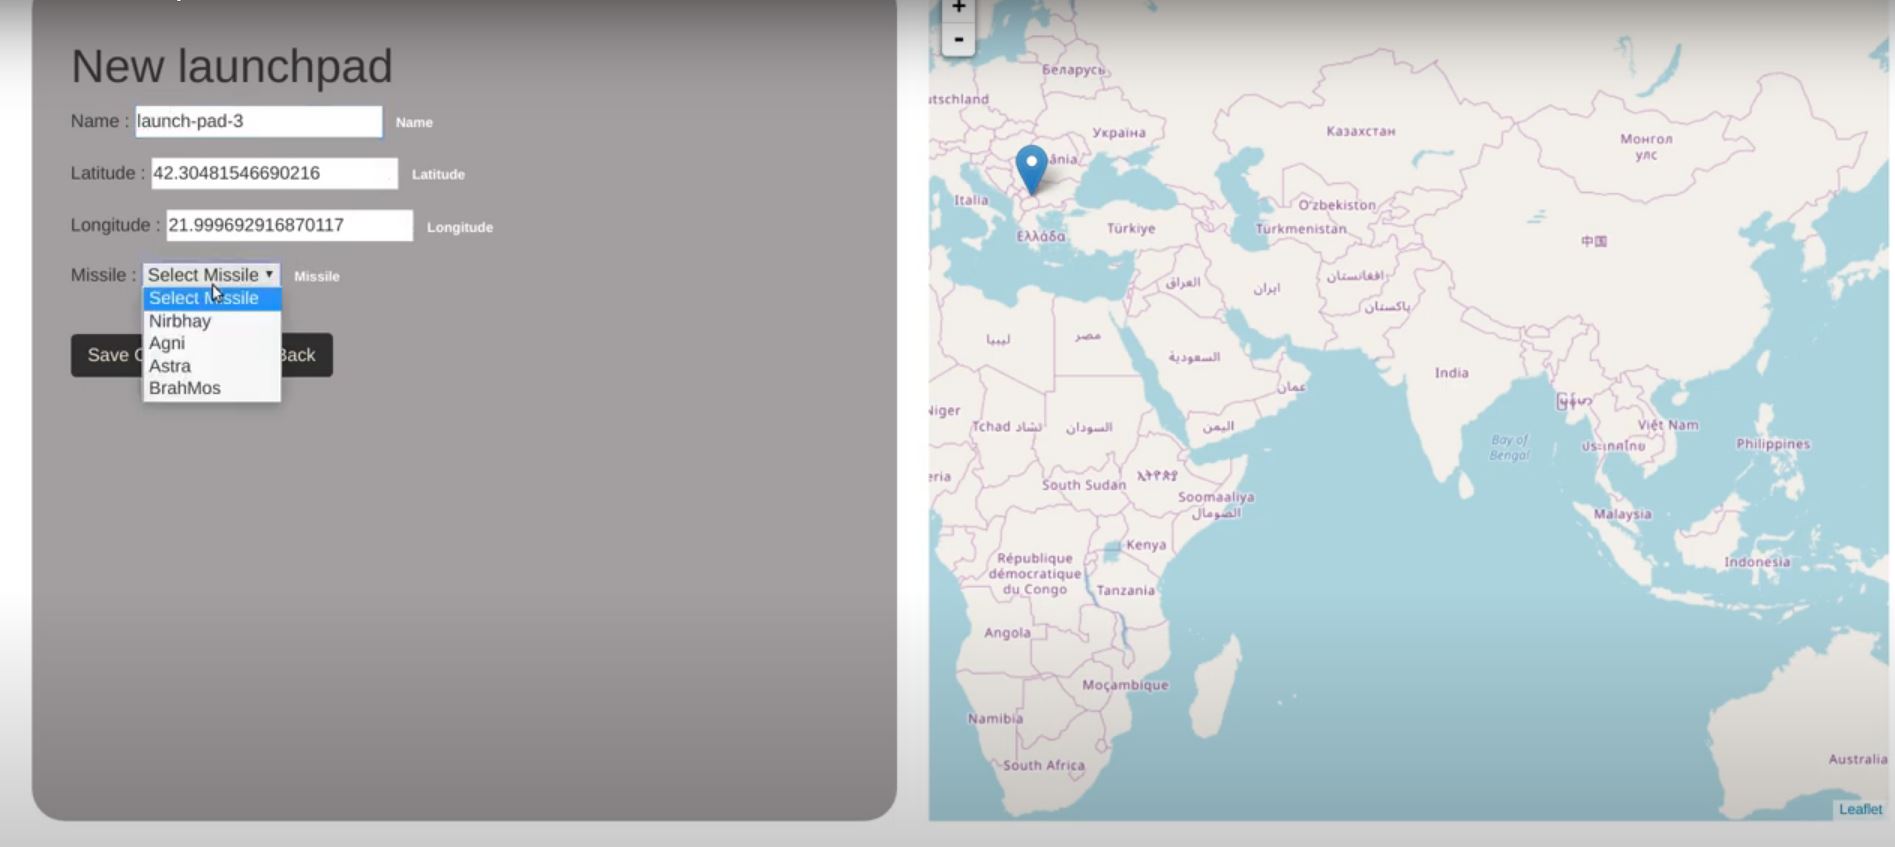 New launchpad
Name : launch-pad-3 Name
Latitude : 42.30481546690216 Latitude
Longitude : 21.999692916870117 Longitude
Missile : Select Missile ▾ Missile
Select Missile
Nirbhay
Agni
Astra
BrahMos
Save
Back
+
-
Беларусь
utschland
Україна
Казахстан
Монгол
улс
ânia
Italia
O'zbekiston
Türkmenistan
Ελλάδα
Türkiye
中国
العراق
ایران
افغانستان
پاکستان
ليبيا
مصر
السعودية
عمان
India
Niger
Tchad تشاد
السودان
اليمن
Bay of
Bengal
Việt Nam
ประเทศไทย
Philippines
eria
South Sudan
Soomaaliya
الصومال
Malaysia
Kenya
République
démocratique
du Congo
Indonesia
Tanzania
Angola
Moçambique
Namibia
South Africa
Australia
Leaflet